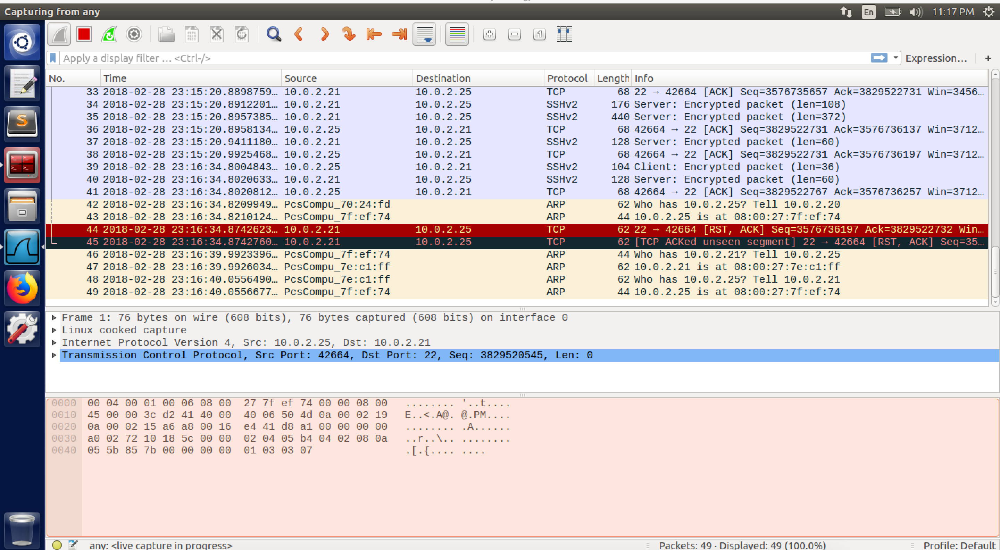 Capturing from any
En
11:17 PM
Apply a display filter … <Ctrl-/>
Expression…
+
No. Time Source Destination Protocol Length Info
33 2018-02-28 23:15:20.8898759… 10.0.2.21 10.0.2.25 TCP 68 22 → 42664 [ACK] Seq=3576735657 Ack=3829522731 Win=3456…
34 2018-02-28 23:15:20.8912201… 10.0.2.21 10.0.2.25 SSHv2 176 Server: Encrypted packet (len=108)
35 2018-02-28 23:15:20.8957385… 10.0.2.21 10.0.2.25 SSHv2 440 Server: Encrypted packet (len=372)
36 2018-02-28 23:15:20.8958134… 10.0.2.25 10.0.2.21 TCP 68 42664 → 22 [ACK] Seq=3829522731 Ack=3576736137 Win=3712…
37 2018-02-28 23:15:20.9411180… 10.0.2.21 10.0.2.25 SSHv2 128 Server: Encrypted packet (len=60)
38 2018-02-28 23:15:20.9925468… 10.0.2.25 10.0.2.21 TCP 68 42664 → 22 [ACK] Seq=3829522731 Ack=3576736197 Win=3712…
39 2018-02-28 23:16:34.8004843… 10.0.2.25 10.0.2.21 SSHv2 104 Client: Encrypted packet (len=36)
40 2018-02-28 23:16:34.8020633… 10.0.2.21 10.0.2.25 SSHv2 128 Server: Encrypted packet (len=60)
41 2018-02-28 23:16:34.8020812… 10.0.2.25 10.0.2.21 TCP 68 42664 → 22 [ACK] Seq=3829522767 Ack=3576736257 Win=3712…
42 2018-02-28 23:16:34.8209949… PcsCompu_70:24:fd ARP 62 Who has 10.0.2.25? Tell 10.0.2.20
43 2018-02-28 23:16:34.8210124… PcsCompu_7f:ef:74 ARP 44 10.0.2.25 is at 08:00:27:7f:ef:74
44 2018-02-28 23:16:34.8742623… 10.0.2.21 10.0.2.25 TCP 62 22 → 42664 [RST, ACK] Seq=3576736197 Ack=3829522732 Win…
45 2018-02-28 23:16:34.8742760… 10.0.2.21 10.0.2.25 TCP 62 [TCP ACKed unseen segment] 22 → 42664 [RST, ACK] Seq=35…
46 2018-02-28 23:16:39.9923396… PcsCompu_7f:ef:74 ARP 44 Who has 10.0.2.21? Tell 10.0.2.25
47 2018-02-28 23:16:39.9926034… PcsCompu_7e:c1:ff ARP 62 10.0.2.21 is at 08:00:27:7e:c1:ff
48 2018-02-28 23:16:40.0556490… PcsCompu_7e:c1:ff ARP 62 Who has 10.0.2.25? Tell 10.0.2.21
49 2018-02-28 23:16:40.0556677… PcsCompu_7f:ef:74 ARP 44 10.0.2.25 is at 08:00:27:7f:ef:74
Frame 1: 76 bytes on wire (608 bits), 76 bytes captured (608 bits) on interface 0
Linux cooked capture
Internet Protocol Version 4, Src: 10.0.2.25, Dst: 10.0.2.21
Transmission Control Protocol, Src Port: 42664, Dst Port: 22, Seq: 3829520545, Len: 0
0000 00 04 00 01 00 06 08 00 27 7f ef 74 00 00 08 00 ........ '..t....
0010 45 00 00 3c d2 41 40 00 40 06 50 4d 0a 00 02 19 E..<.A@. @.PM....
0020 0a 00 02 15 a6 a8 00 16 e4 41 d8 a1 00 00 00 00 ........ .A......
0030 a0 02 72 10 18 5c 00 00 02 04 05 b4 04 02 08 0a ..r..\.. ........
0040 05 5b 85 7b 00 00 00 00 01 03 03 07 .[.{.... ....
any: <live capture in progress>
Packets: 49 · Displayed: 49 (100.0%)
Profile: Default